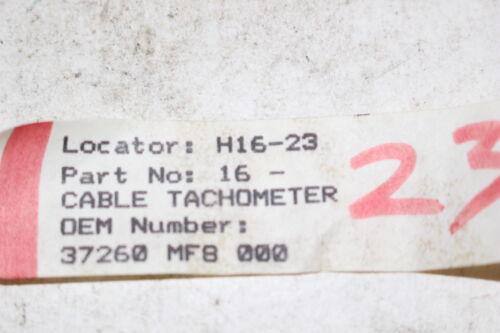 Locator: H16-23
Part No: 16 -
CABLE TACHOMETER
OEM Number:
37260 MF8 000
23